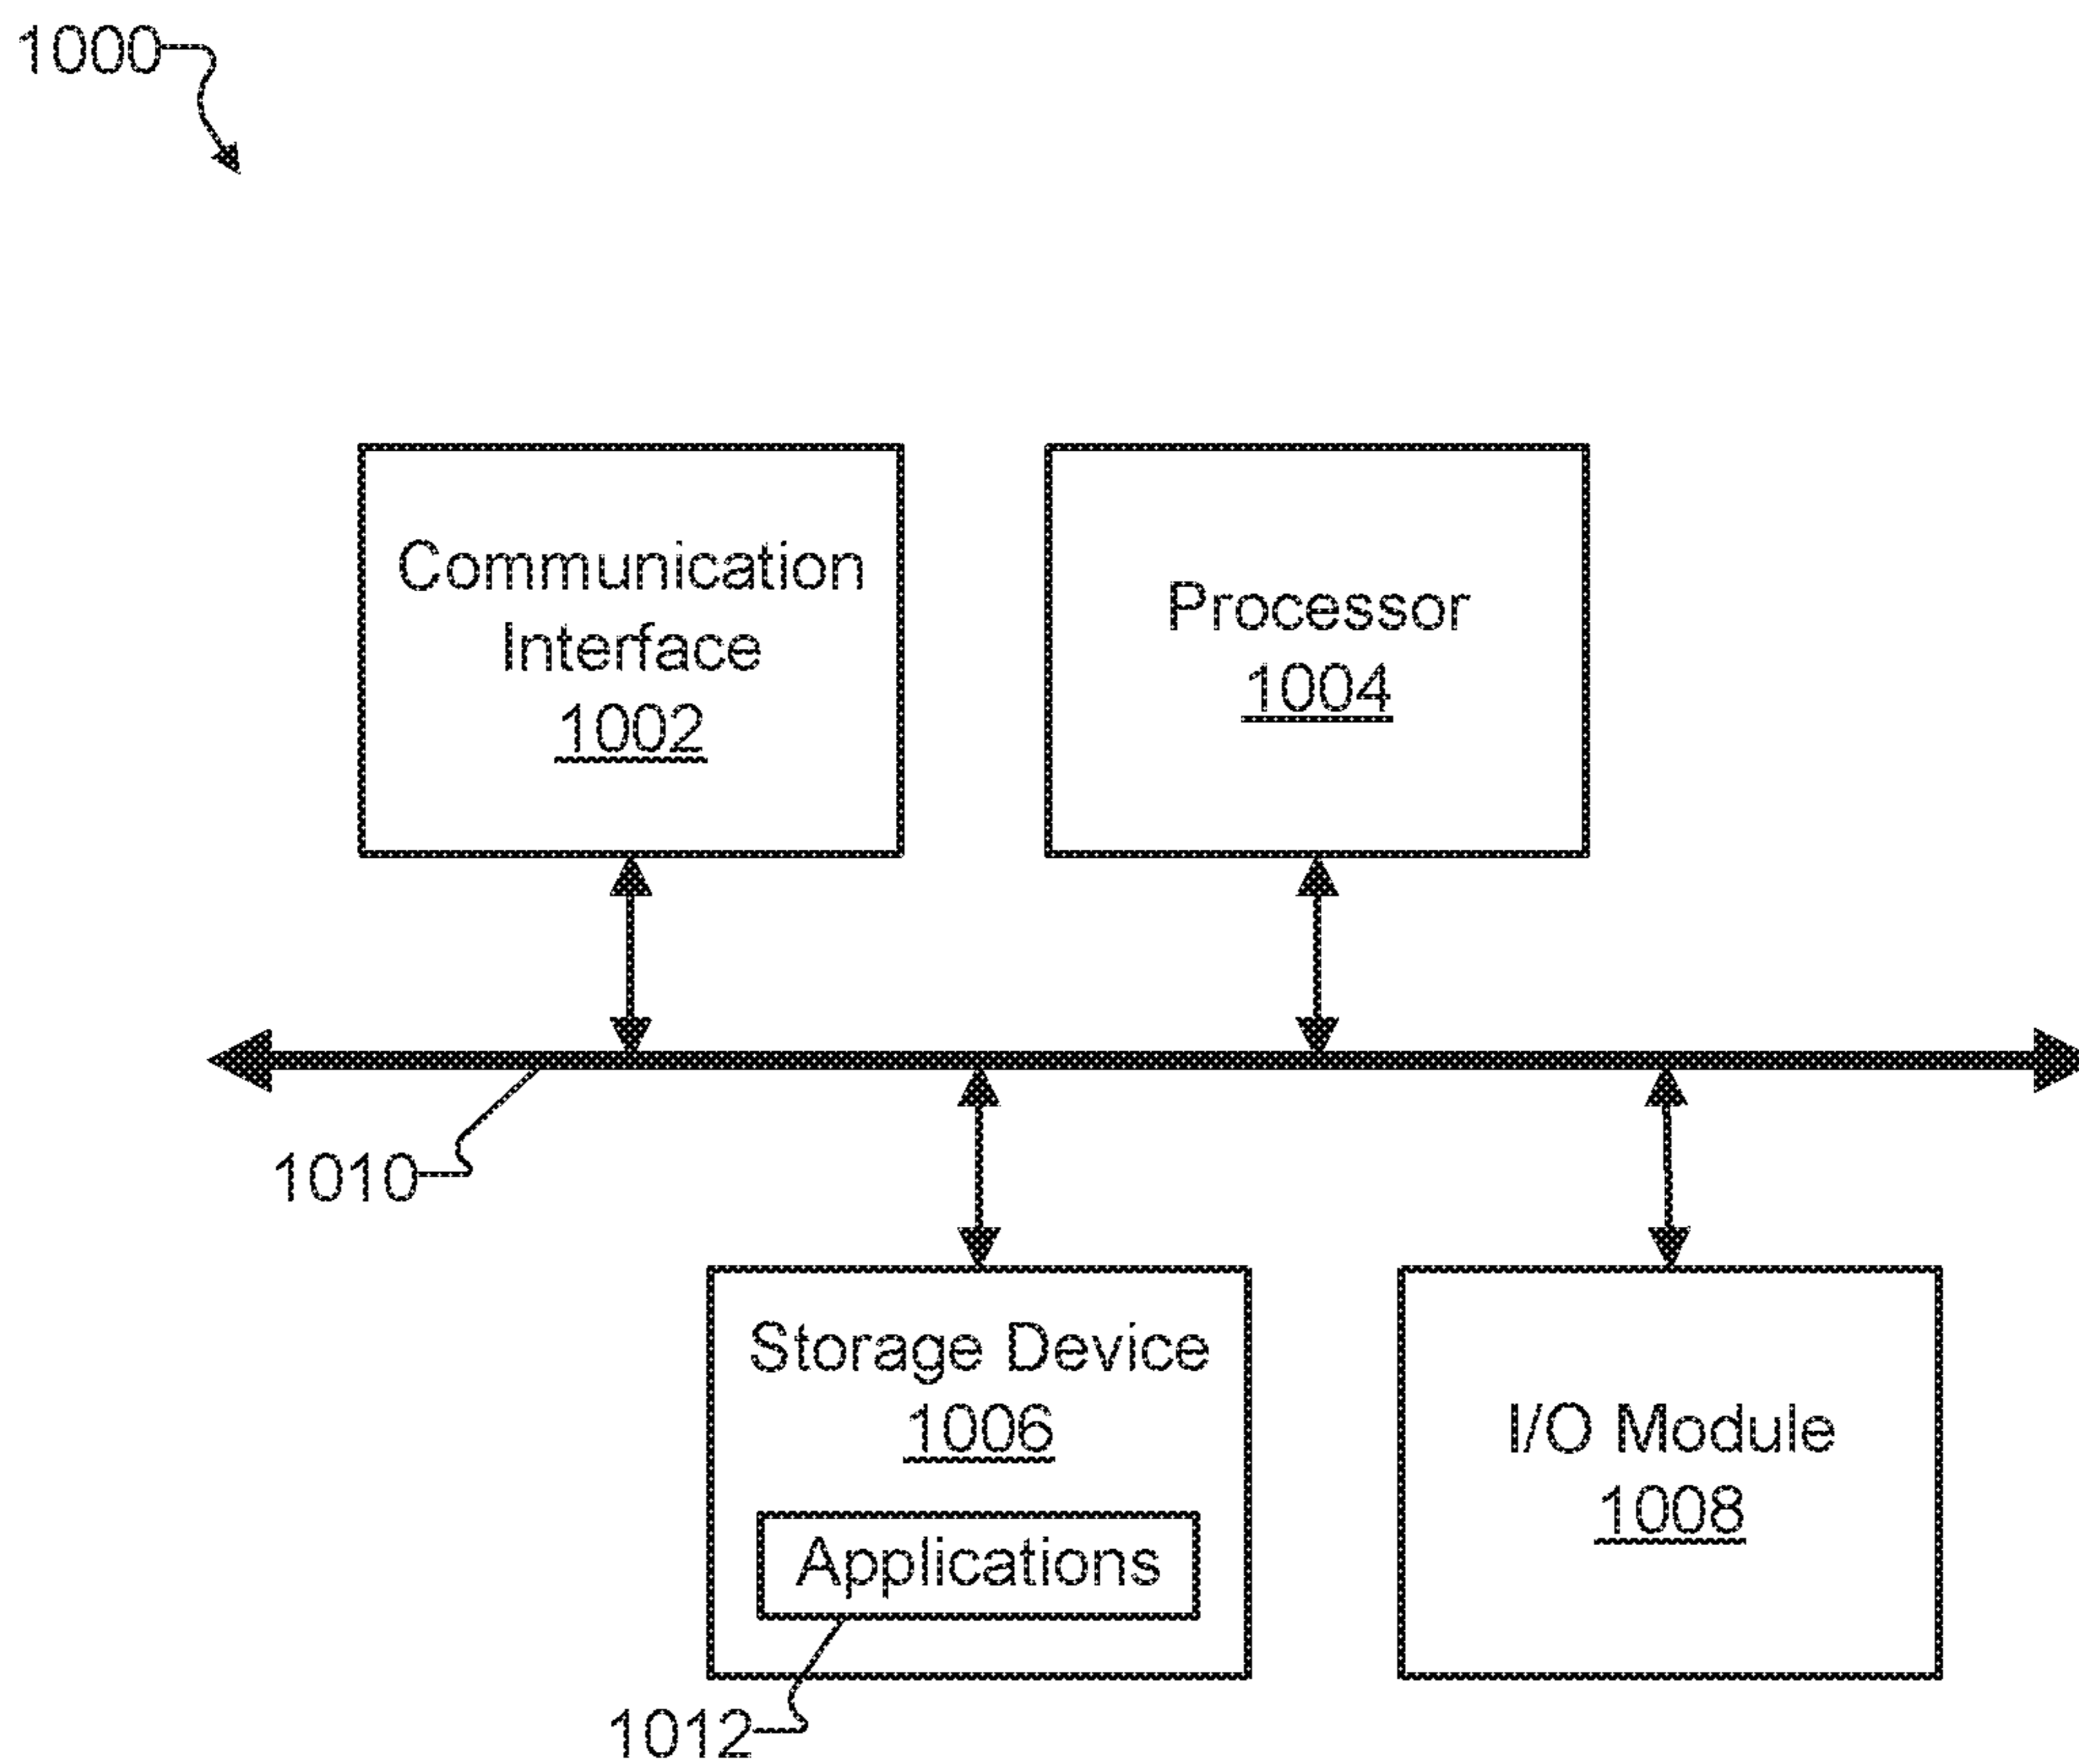 1000
Communication
Interface
1002
Processor
1004
1010
Storage Device
1006
Applications
1012
I/O Module
1008